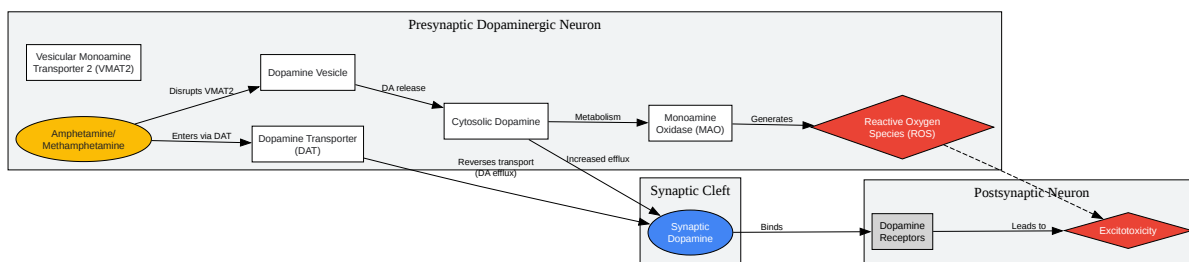 Presynaptic Dopaminergic Neuron
Vesicular Monoamine
Transporter 2 (VMAT2)
Dopamine Vesicle
Disrupts VMAT2
DA release
Amphetamine/
Methamphetamine
Enters via DAT
Dopamine Transporter
(DAT)
Cytosolic Dopamine
Metabolism
Monoamine
Oxidase (MAO)
Generates
Reactive Oxygen
Species (ROS)
Reverses transport
(DA efflux)
Increased efflux
Synaptic Cleft
Synaptic
Dopamine
Binds
Postsynaptic Neuron
Dopamine
Receptors
Leads to
Excitotoxicity